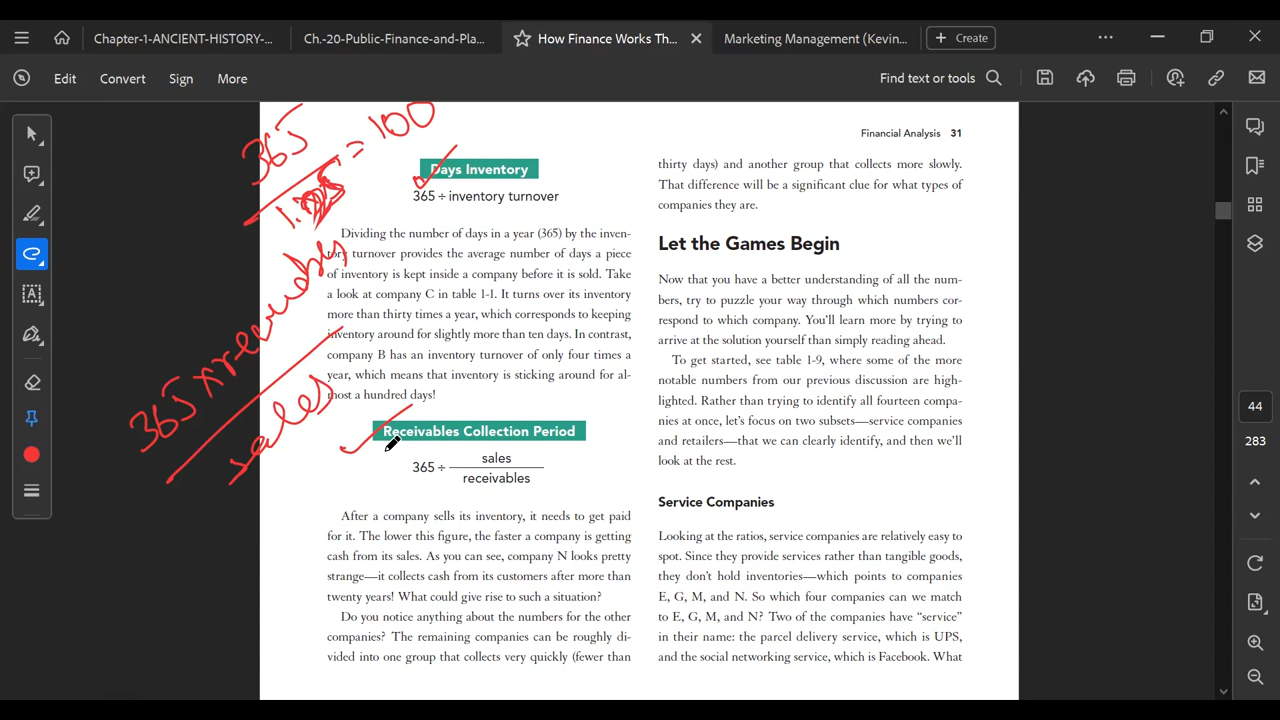 Chapter-1-ANCIENT-HISTORY-...
Ch.-20-Public-Finance-and-Pla...
How Finance Works Th...
Marketing Management (Kevin...
Create
Edit
Convert
Sign
More
Find text or tools
Financial Analysis 31
365
= 100
Days Inventory
365 ÷ inventory turnover
Dividing the number of days in a year (365) by the inven-
tory turnover provides the average number of days a piece
of inventory is kept inside a company before it is sold. Take
a look at company C in table 1-1. It turns over its inventory
more than thirty times a year, which corresponds to keeping
inventory around for slightly more than ten days. In contrast,
company B has an inventory turnover of only four times a
year, which means that inventory is sticking around for al-
most a hundred days!
365 x
sales
Receivables Collection Period
365 ÷ sales
receivables
After a company sells its inventory, it needs to get paid
for it. The lower this figure, the faster a company is getting
cash from its sales. As you can see, company N looks pretty
strange—it collects cash from its customers after more than
twenty years! What could give rise to such a situation?
Do you notice anything about the numbers for the other
companies? The remaining companies can be roughly di-
vided into one group that collects very quickly (fewer than
thirty days) and another group that collects more slowly.
That difference will be a significant clue for what types of
companies they are.
Let the Games Begin
Now that you have a better understanding of all the num-
bers, try to puzzle your way through which numbers cor-
respond to which company. You'll learn more by trying to
arrive at the solution yourself than simply reading ahead.
To get started, see table 1-9, where some of the more
notable numbers from our previous discussion are high-
lighted. Rather than trying to identify all fourteen compa-
nies at once, let's focus on two subsets—service companies
and retailers—that we can clearly identify, and then we'll
look at the rest.
Service Companies
Looking at the ratios, service companies are relatively easy to
spot. Since they provide services rather than tangible goods,
they don't hold inventories—which points to companies
E, G, M, and N. So which four companies can we match
to E, G, M, and N? Two of the companies have "service"
in their name: the parcel delivery service, which is UPS,
and the social networking service, which is Facebook. What
44
283